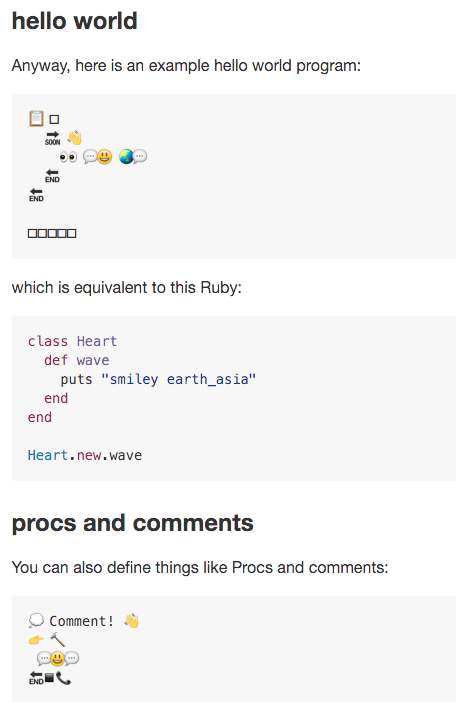 hello world
Anyway, here is an example hello world program:
📋 □
🔜 👋
👀 💬😃 🌏💬
🔚
🔚
□□□□□
which is equivalent to this Ruby:
class Heart
def wave
puts "smiley earth_asia"
end
end
Heart.new.wave
procs and comments
You can also define things like Procs and comments:
💭 Comment! 👋
👉 🔨
💬😃💬
🔚◾📞